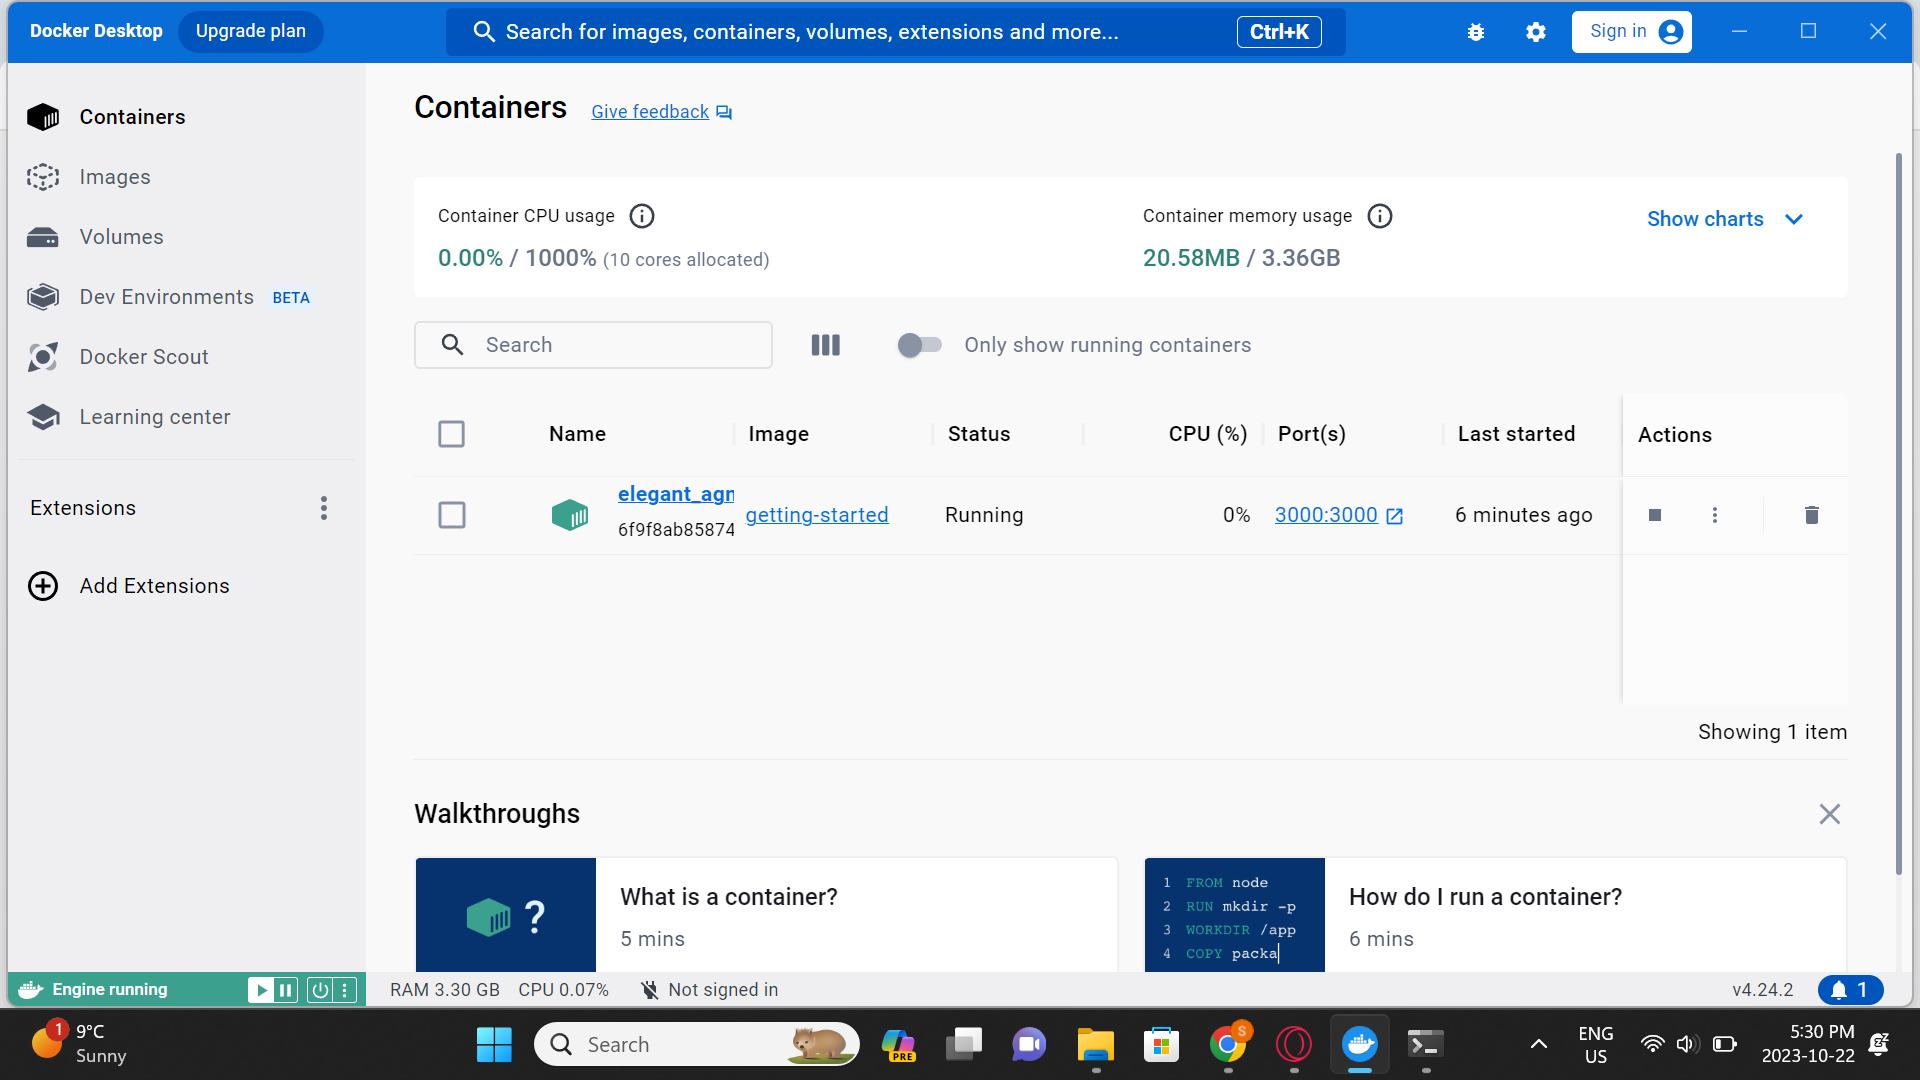 Docker Desktop
Upgrade plan
Search for images, containers, volumes, extensions and more...
Ctrl+K
Sign in
Containers
Images
Volumes
Dev Environments BETA
Docker Scout
Learning center
Extensions
Add Extensions
Containers
Give feedback
Container CPU usage
0.00% / 1000% (10 cores allocated)
Container memory usage
20.58MB / 3.36GB
Show charts
Search
Only show running containers
Name Image Status CPU (%) Port(s) Last started Actions
elegant_agn
6f9f8ab85874
getting-started
Running
0%
3000:3000
6 minutes ago
Showing 1 item
Walkthroughs
?
What is a container?
5 mins
1 FROM node
2 RUN mkdir -p
3 WORKDIR /app
4 COPY packa
How do I run a container?
6 mins
Engine running
RAM 3.30 GB CPU 0.07% Not signed in
v4.24.2
1
1
9°C
Sunny
Search
PRE
S
ENG
US
5:30 PM
2023-10-22